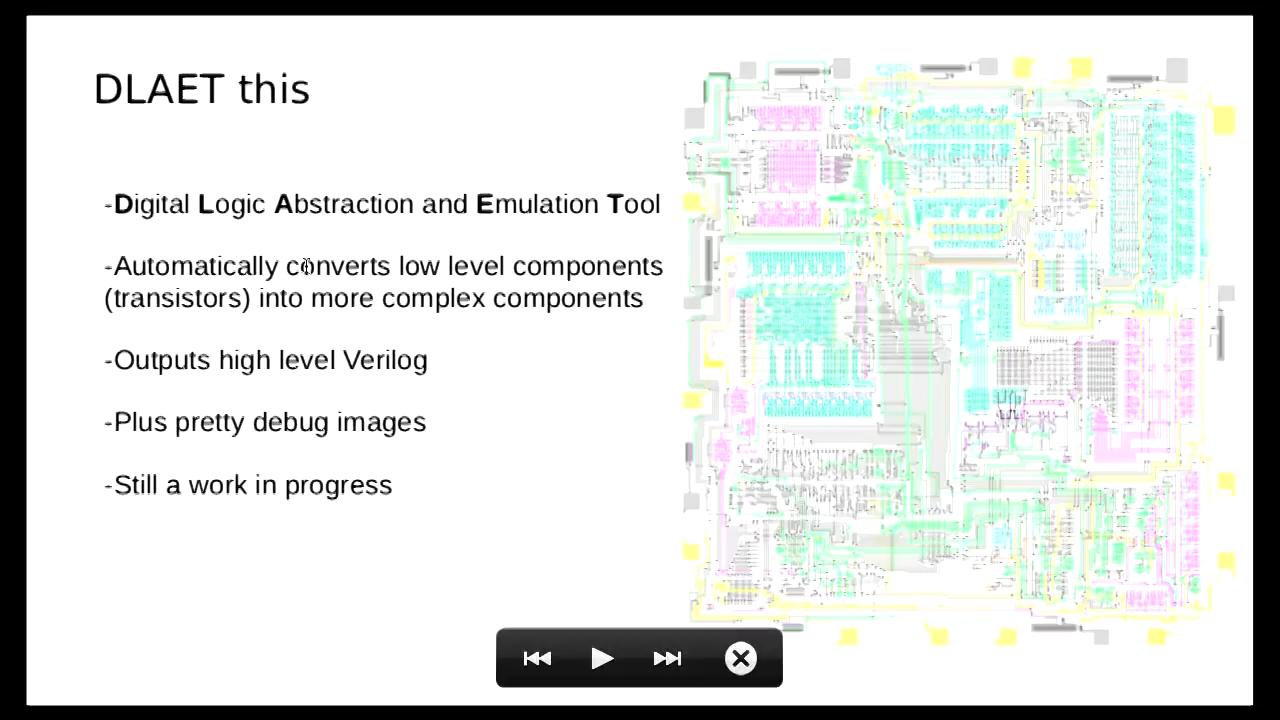 DLAET this
-Digital Logic Abstraction and Emulation Tool
-Automatically converts low level components
(transistors) into more complex components
-Outputs high level Verilog
-Plus pretty debug images
-Still a work in progress